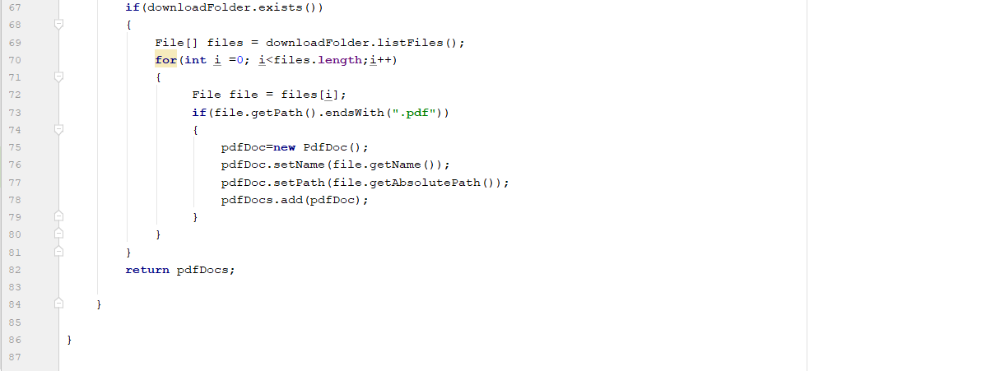 67 if(downloadFolder.exists())
68 {
69 File[] files = downloadFolder.listFiles();
70 for(int i =0; i<files.length;i++)
71 {
72 File file = files[i];
73 if(file.getPath().endsWith(".pdf"))
74 {
75 pdfDoc=new PdfDoc();
76 pdfDoc.setName(file.getName());
77 pdfDoc.setPath(file.getAbsolutePath());
78 pdfDocs.add(pdfDoc);
79 }
80 }
81 }
82 return pdfDocs;
83
84 }
85
86 }
87